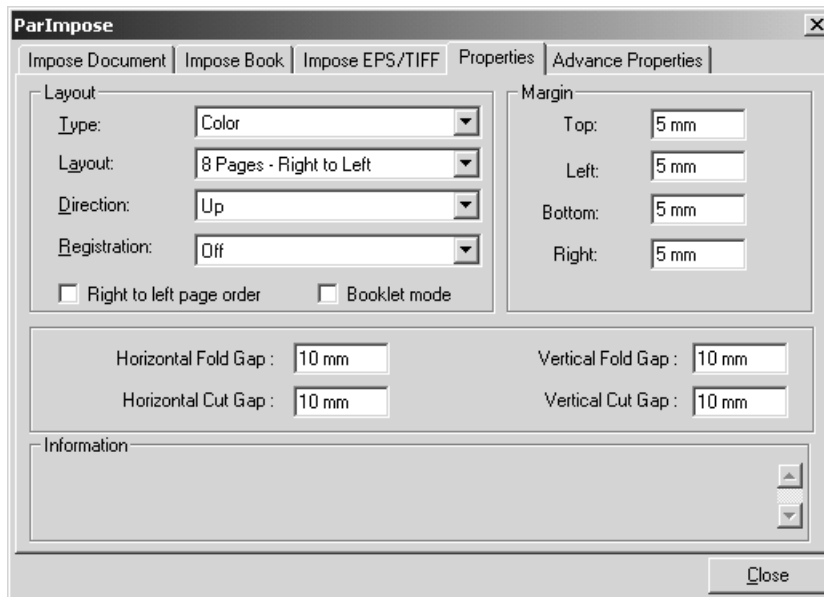 ParImpose
Impose Document Impose Book Impose EPS/TIFF Properties Advance Properties
Layout
Type: Color
Layout: 8 Pages - Right to Left
Direction: Up
Registration: Off
Right to left page order Booklet mode
Margin
Top: 5 mm
Left: 5 mm
Bottom: 5 mm
Right: 5 mm
Horizontal Fold Gap : 10 mm Vertical Fold Gap : 10 mm
Horizontal Cut Gap : 10 mm Vertical Cut Gap : 10 mm
Information
Close